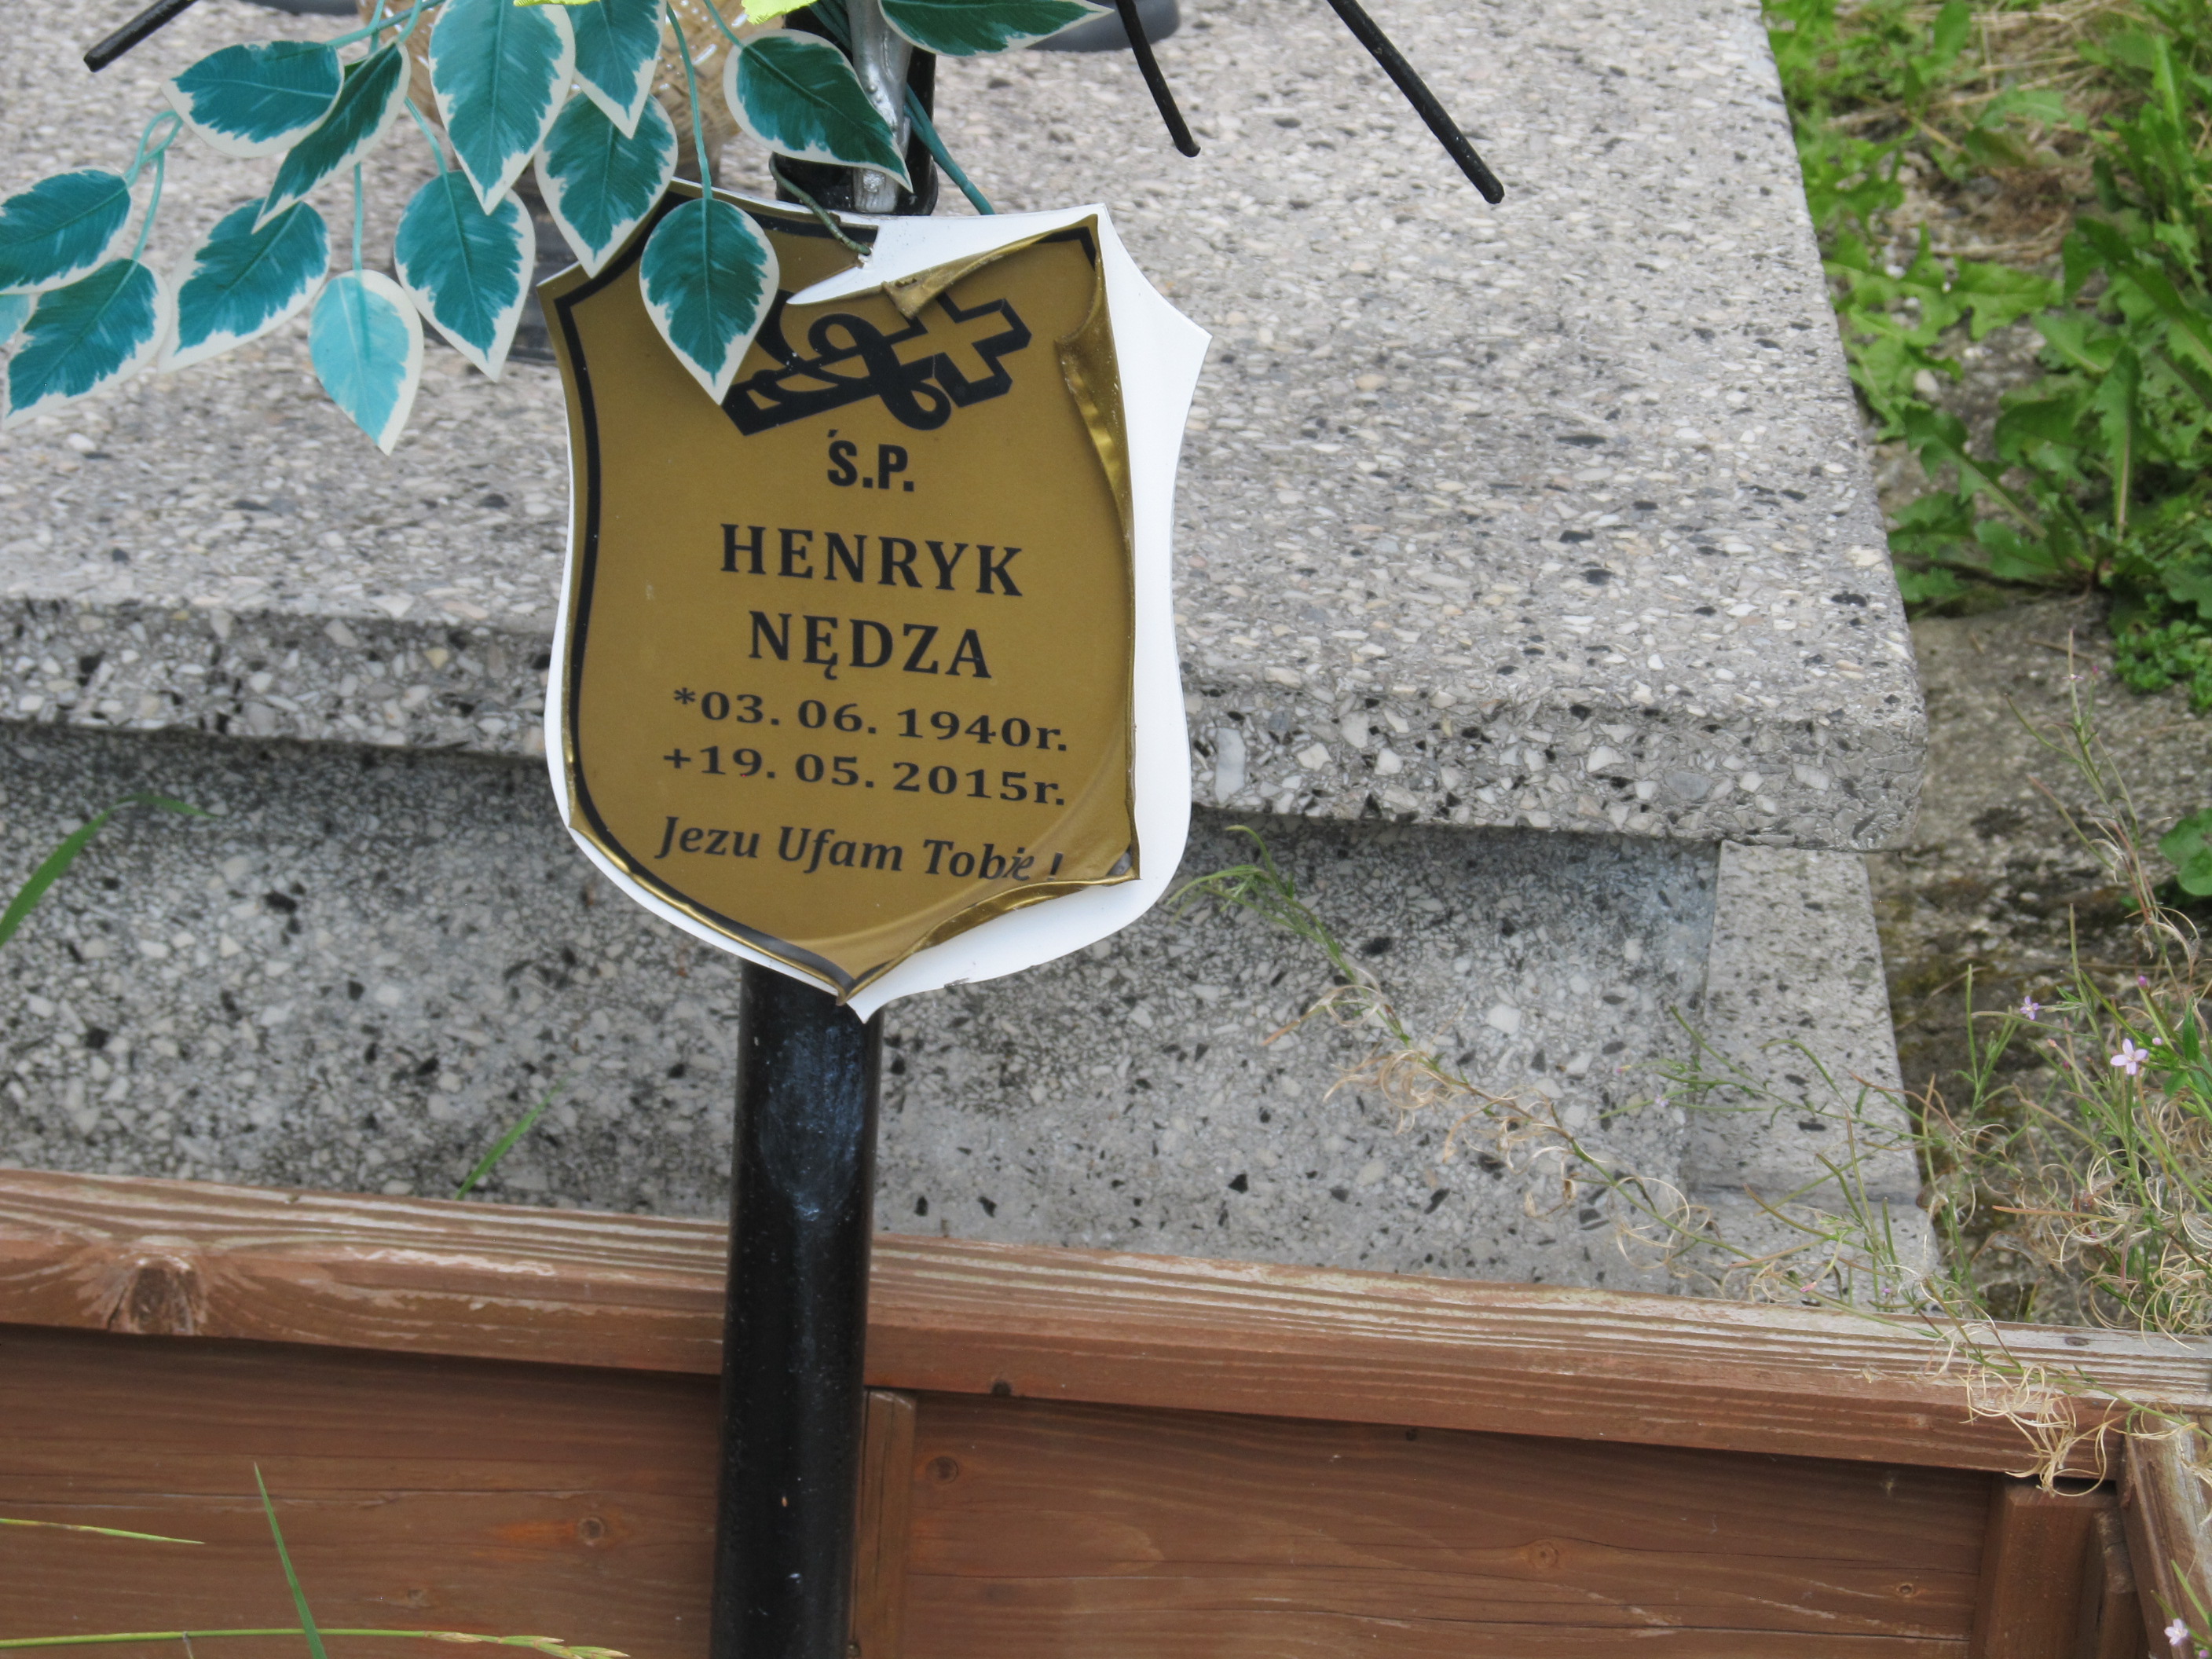 Ś.P.
HENRYK
NĘDZA
*03. 06. 1940r.
+19. 05. 2015r.
Jezu Ufam Tobie !